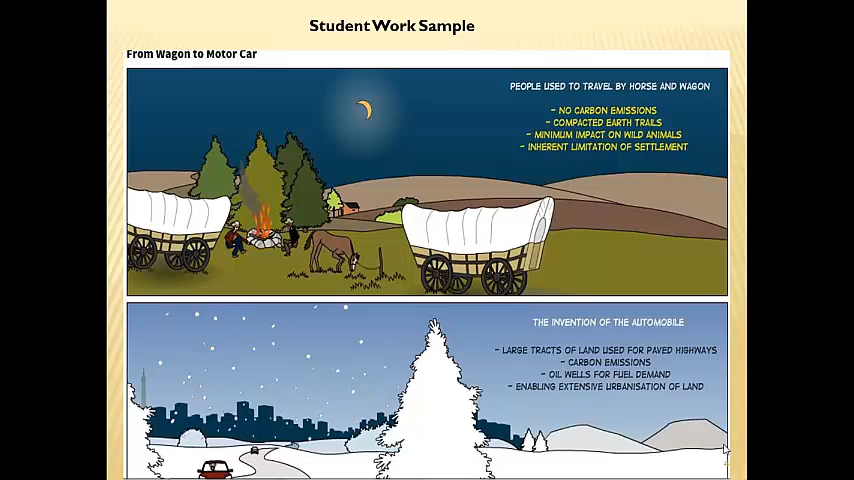 Student Work Sample
From Wagon to Motor Car
PEOPLE USED TO TRAVEL BY HORSE AND WAGON
- NO CARBON EMISSIONS
- COMPACTED EARTH TRAILS
- MINIMUM IMPACT ON WILD ANIMALS
- INHERENT LIMITATION OF SETTLEMENT
THE INVENTION OF THE AUTOMOBILE
- LARGE TRACTS OF LAND USED FOR PAVED HIGHWAYS
- CARBON EMISSIONS
- OIL WELLS FOR FUEL DEMAND
- ENABLING EXTENSIVE URBANISATION OF LAND